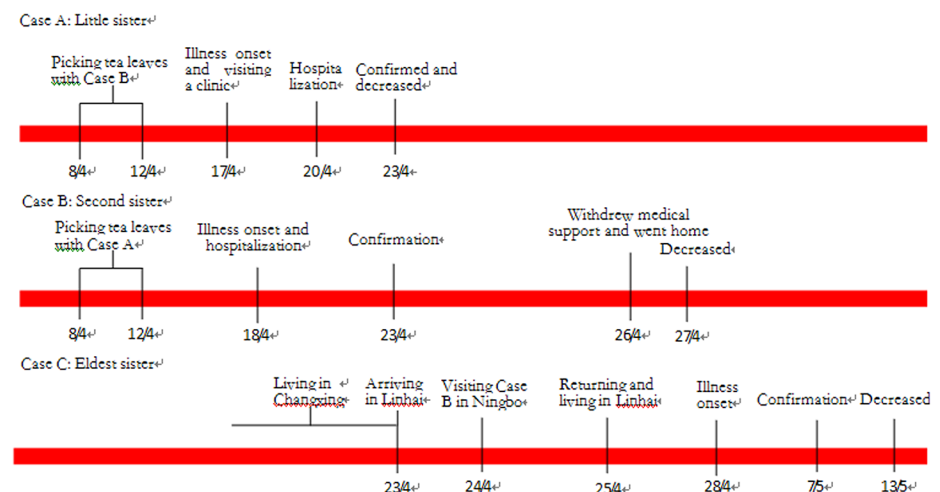 Case A: Little sister↵
Picking tea leaves
with Case B↵
Illness onset
and visiting
a clinic↵
Hospita
lization↵
Confirmed and
decreased↵
8/4↵ 12/4↵ 17/4↵ 20/4↵ 23/4↵
Case B: Second sister↵
Picking tea leaves
with Case A↵
Illness onset and
hospitalization↵
Confirmation↵
Withdrew medical
support and went home
Decreased↵
8/4↵ 12/4↵ 18/4↵ 23/4↵ 26/4↵ 27/4↵
Case C: Eldest sister↵
Living in ↵
Changxing↵
Arriving
in Linhai↵
Visiting Case
B in Ningbo↵
Returning and
living in Linhai↵
Illness
onset↵
Confirmation↵
Decreased↵
23/4↵ 24/4↵ 25/4↵ 28/4↵ 7/5↵ 13/5↵